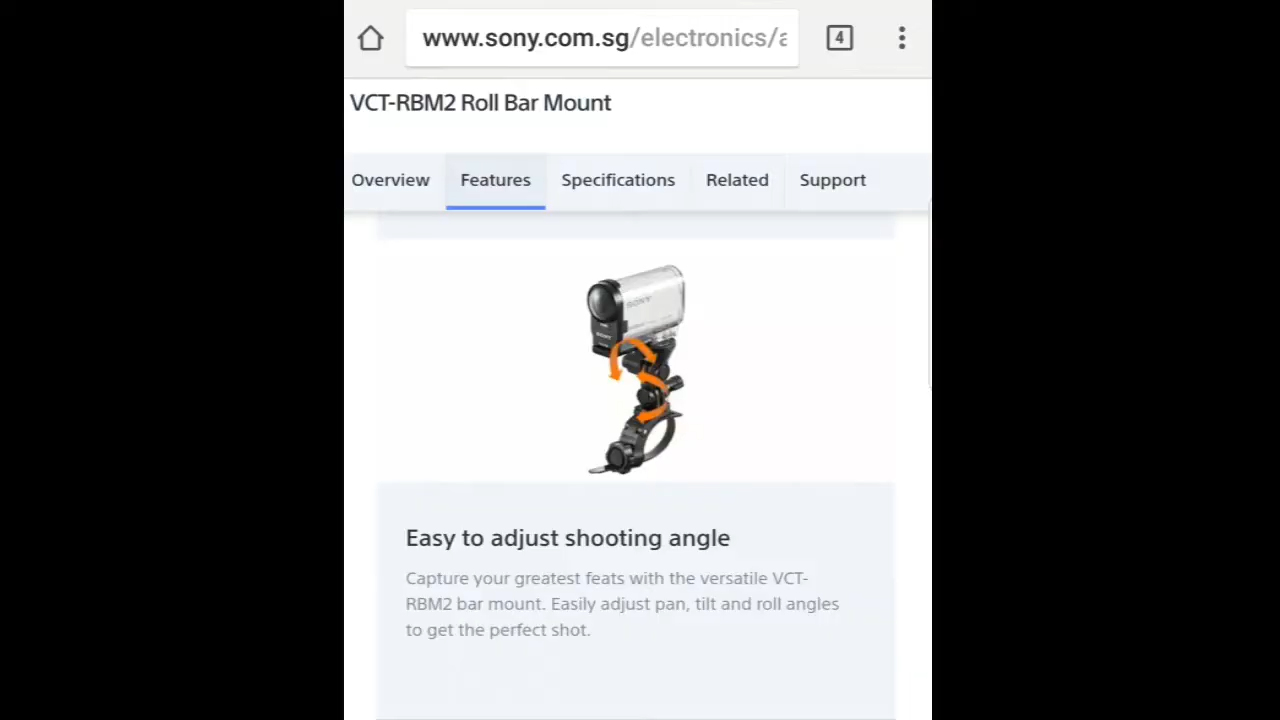 www.sony.com.sg/electronics/a
4
VCT-RBM2 Roll Bar Mount
Overview Features Specifications Related Support
SONY
SONY
Easy to adjust shooting angle
Capture your greatest feats with the versatile VCT-
RBM2 bar mount. Easily adjust pan, tilt and roll angles
to get the perfect shot.